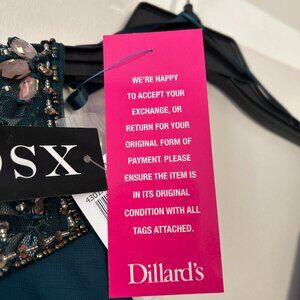 WE'RE HAPPY
TO ACCEPT YOUR
EXCHANGE, OR
RETURN FOR YOUR
ORIGINAL FORM OF
PAYMENT. PLEASE
ENSURE THE ITEM IS
IN ITS ORIGINAL
CONDITION WITH ALL
TAGS ATTACHED.
Dillard's
SX